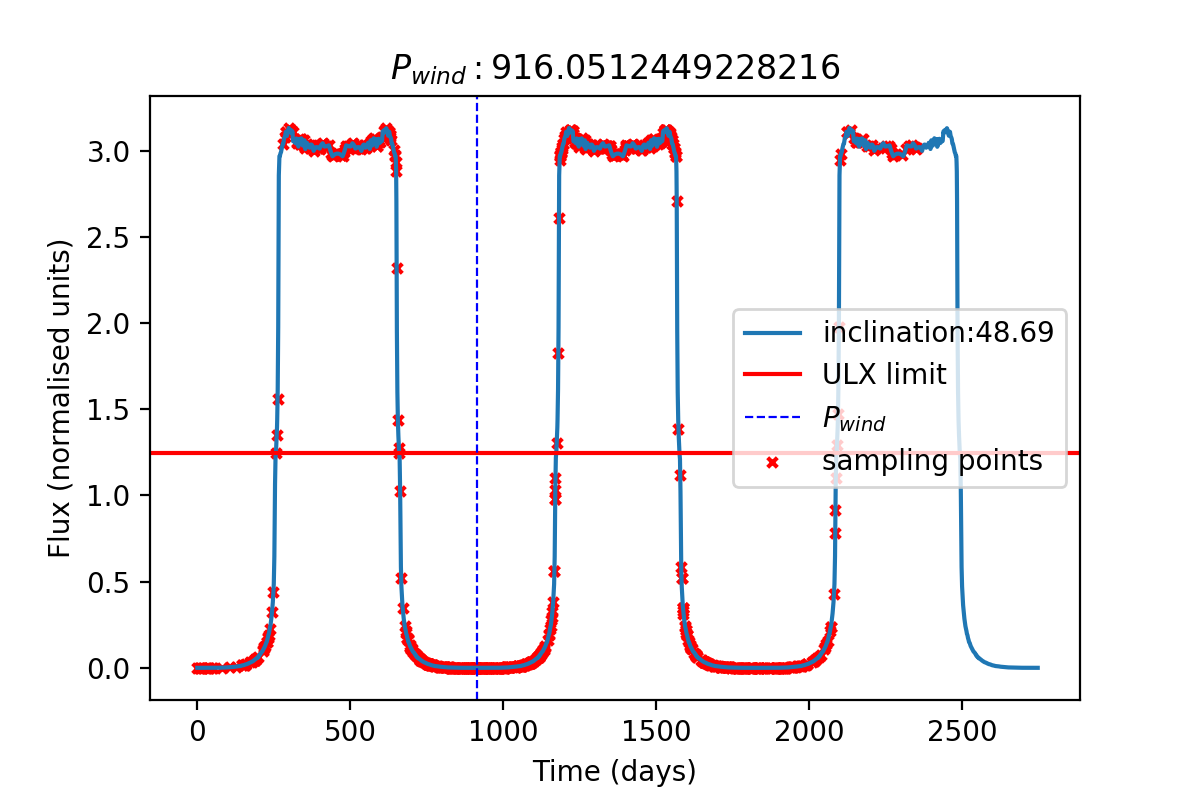 P_wind : 916.0512449228216
3.0
2.5
2.0
1.5
1.0
0.5
0.0
Flux (normalised units)
inclination:48.69
ULX limit
P_wind
sampling points
0 500 1000 1500 2000 2500
Time (days)